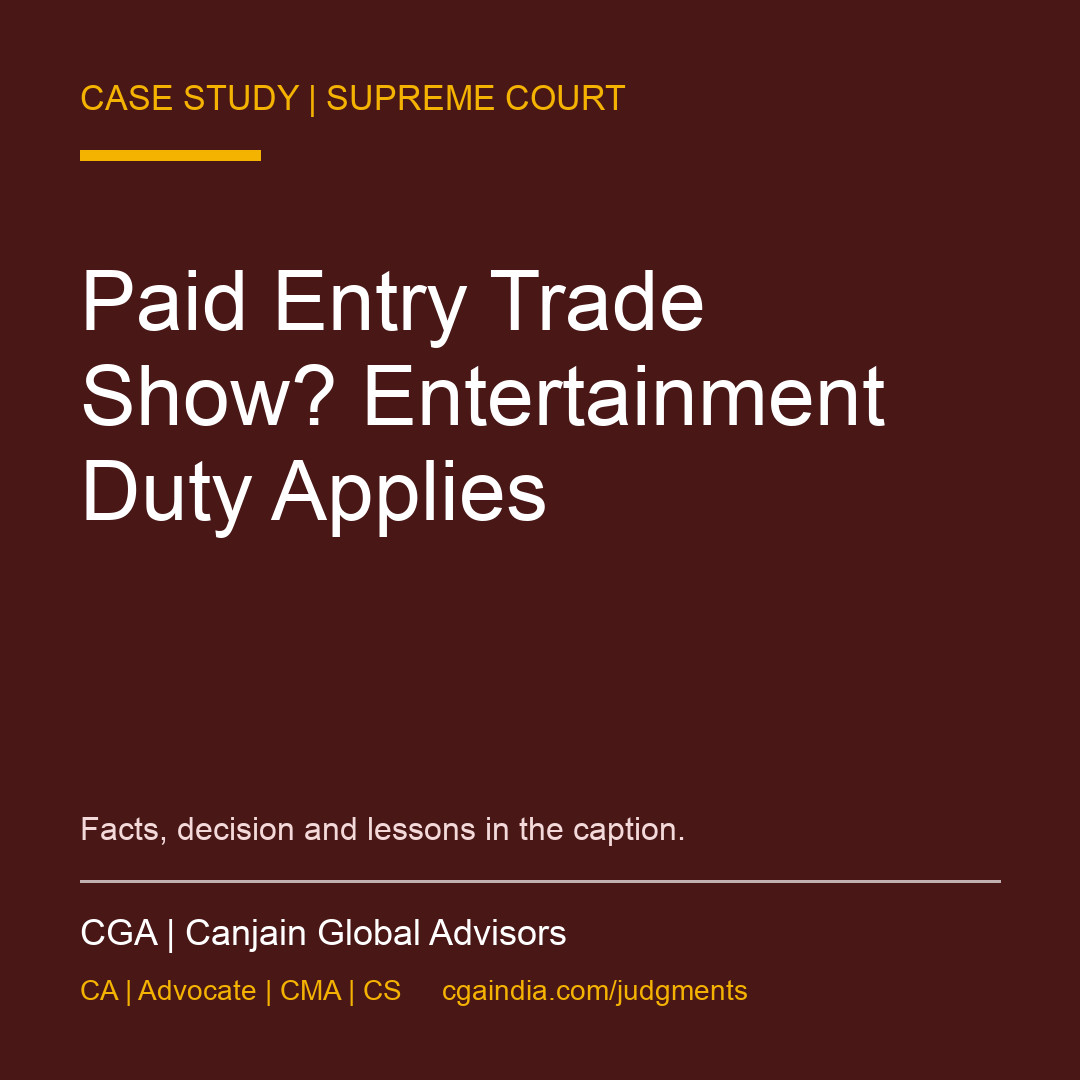 CASE STUDY | SUPREME COURT
Paid Entry Trade
Show? Entertainment
Duty Applies
Facts, decision and lessons in the caption.
CGA | Canjain Global Advisors
CA | Advocate | CMA | CS cgaindia.com/judgments